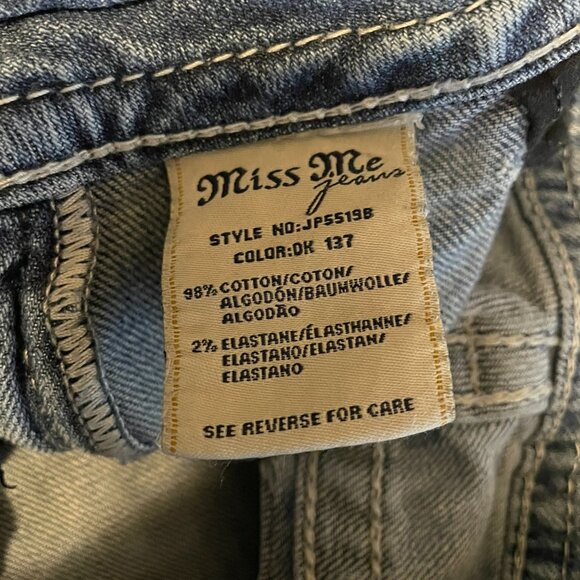 Miss Me
jeans
STYLE NO:JP5519B
COLOR:DK 137
98% COTTON/COTON/
ALGODÓN/BAUMWOLLE/
ALGODÃO
2% ELASTANE/ÉLASTHANNE/
ELASTANO/ELASTAN/
ELASTANO
SEE REVERSE FOR CARE